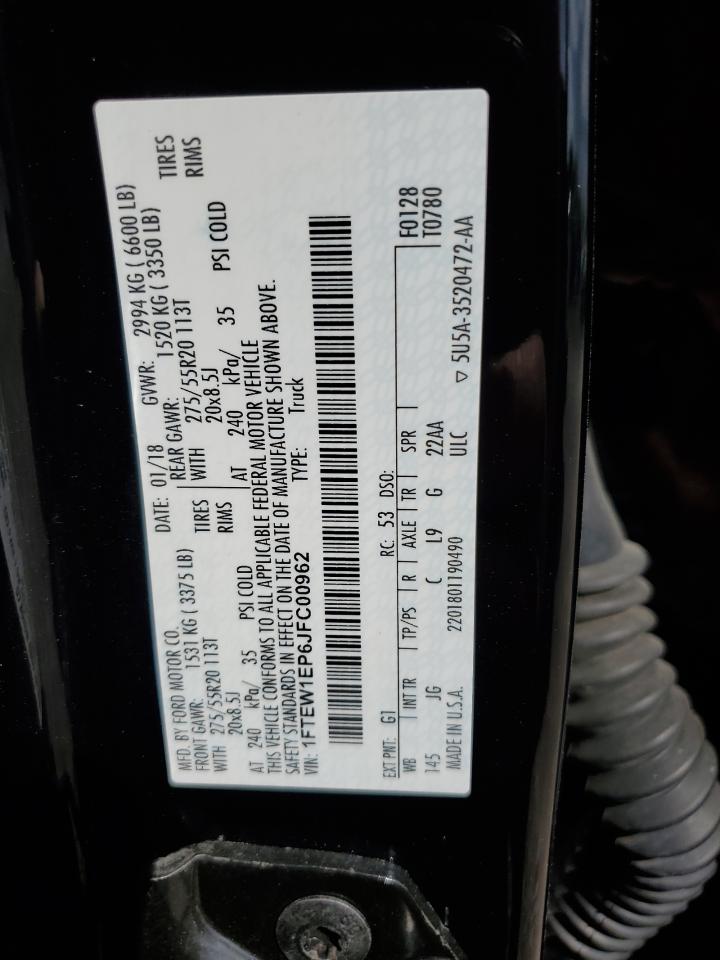 MFD. BY FORD MOTOR CO.
DATE: 01/18
GVWR: 2994 KG ( 6600 LB)
FRONT GAWR: 1531 KG ( 3375 LB)
REAR GAWR: 1520 KG ( 3350 LB)
WITH 275/55R20 113T TIRES
WITH 275/55R20 113T TIRES
20x8.5J RIMS
20x8.5J RIMS
AT 240 kPa/ 35 PSI COLD
AT 240 kPa/ 35 PSI COLD
THIS VEHICLE CONFORMS TO ALL APPLICABLE FEDERAL MOTOR VEHICLE
SAFETY STANDARDS IN EFFECT ON THE DATE OF MANUFACTURE SHOWN ABOVE.
VIN: 1FTEW1EP6JFC00962
TYPE: Truck
EXT PNT: G1 RC: 53 DSO:
F0128
WB INT TR TP/PS R AXLE TR SPR
T0780
145 JG C L9 G 22AA
MADE IN U.S.A. 2201801190490 ULC
▽ 5U5A-3520472-AA